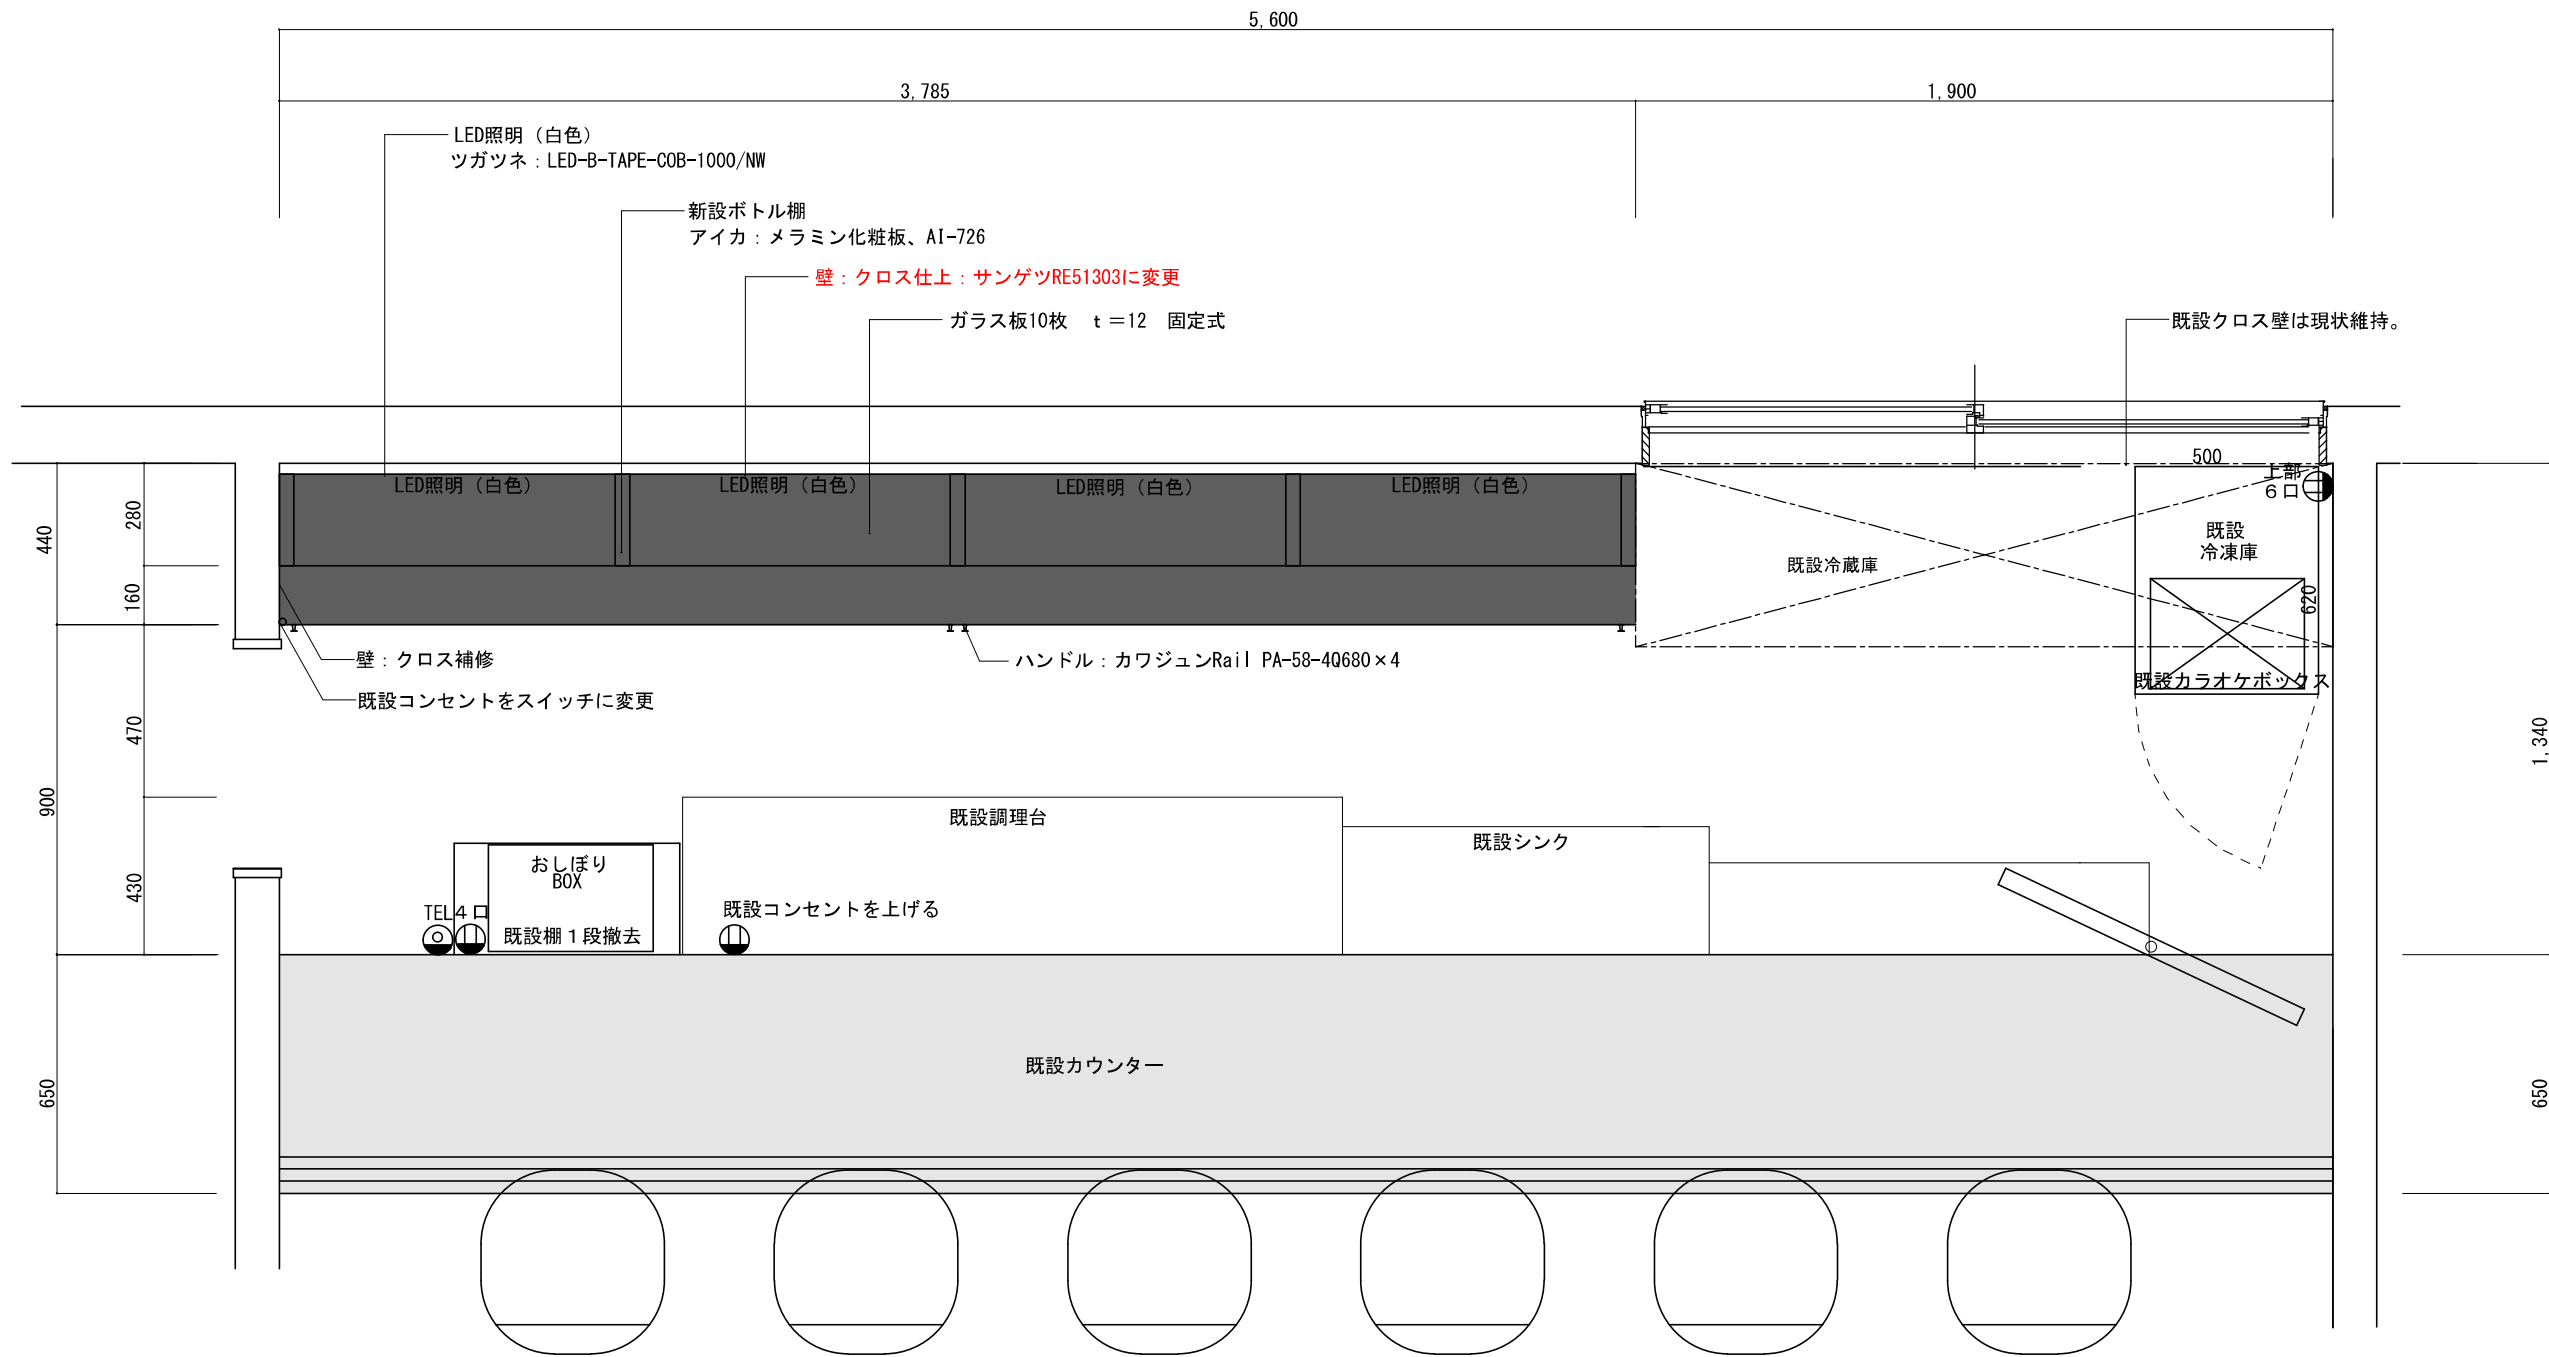 5,600
3,785
1,900
LED照明（白色）
ツガツネ：LED-B-TAPE-COB-1000/NW
新設ボトル棚
アイカ：メラミン化粧板、AI-726
壁：クロス仕上：サンゲツRE51303に変更
ガラス板10枚　ｔ＝12　固定式
既設クロス壁は現状維持。
LED照明（白色）
LED照明（白色）
LED照明（白色）
LED照明（白色）
500
上部
６口
既設
冷凍庫
既設冷蔵庫
620
既設カラオケボックス
440
280
160
壁：クロス補修
既設コンセントをスイッチに変更
ハンドル：カワジュンRail PA-58-4Q680×4
470
900
430
1,340
既設調理台
既設シンク
おしぼり
BOX
TEL
４口
既設棚１段撤去
既設コンセントを上げる
既設カウンター
650
650